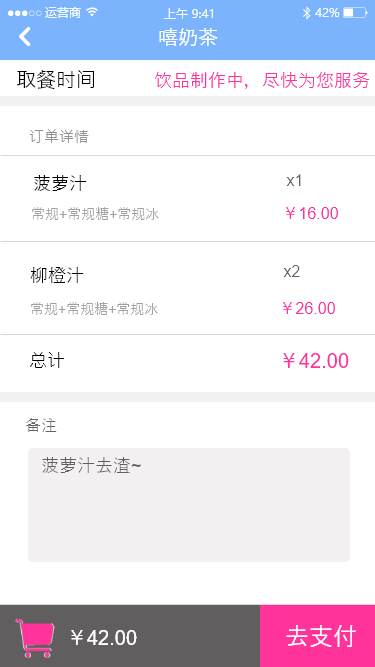 运营商 上午 9:41 42%
嘻奶茶
取餐时间 饮品制作中，尽快为您服务
订单详情
菠萝汁 x1
常规+常规糖+常规冰 ￥16.00
柳橙汁 x2
常规+常规糖+常规冰 ￥26.00
总计 ￥42.00
备注
菠萝汁去渣~
￥42.00 去支付